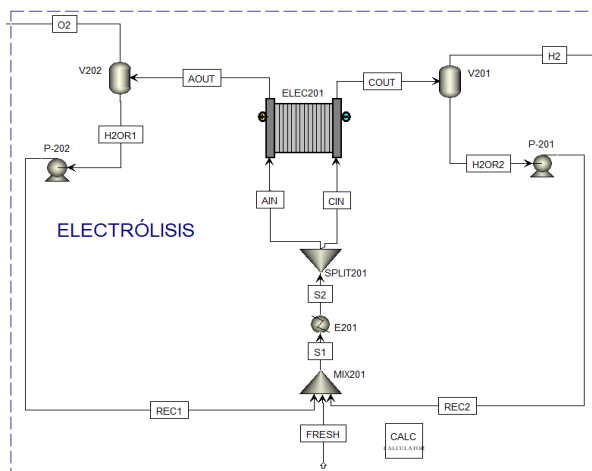 O2
H2
V202
AOUT
ELEC201
COUT
V201
H2OR1
P-202
H2OR2
P-201
AIN
CIN
ELECTRÓLISIS
SPLIT201
S2
E201
S1
MIX201
REC1
REC2
FRESH
CALC
CALCULATOR